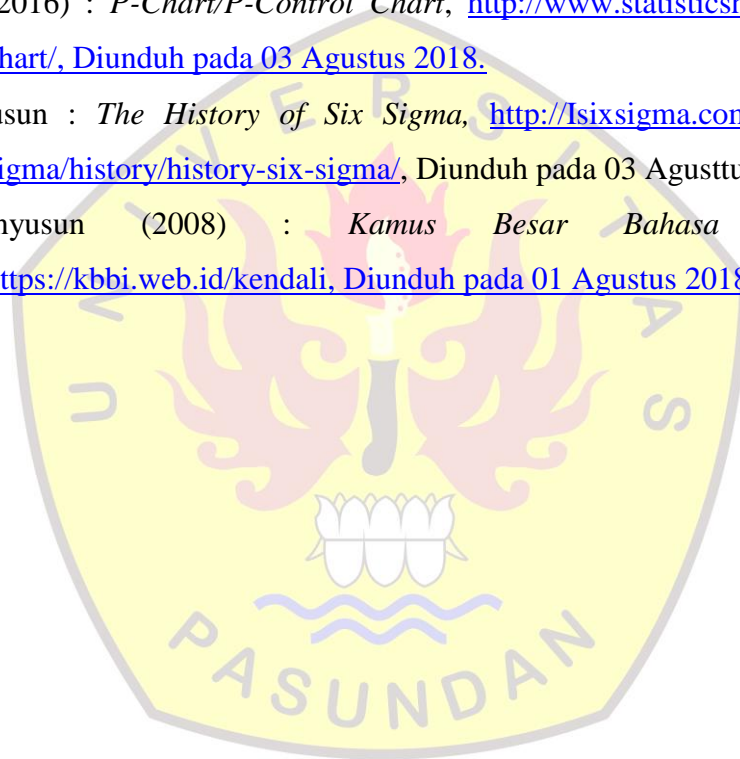 2016) : P-Chart/P-Control Chart, http://www.statisticsh
hart/, Diunduh pada 03 Agustus 2018.
usun : The History of Six Sigma, http://Isixsigma.com
igma/history/history-six-sigma/, Diunduh pada 03 Agusttu
nyusun (2008) : Kamus Besar Bahasa
ttps://kbbi.web.id/kendali, Diunduh pada 01 Agustus 2018
UNIVERSITAS
PASUNDAN